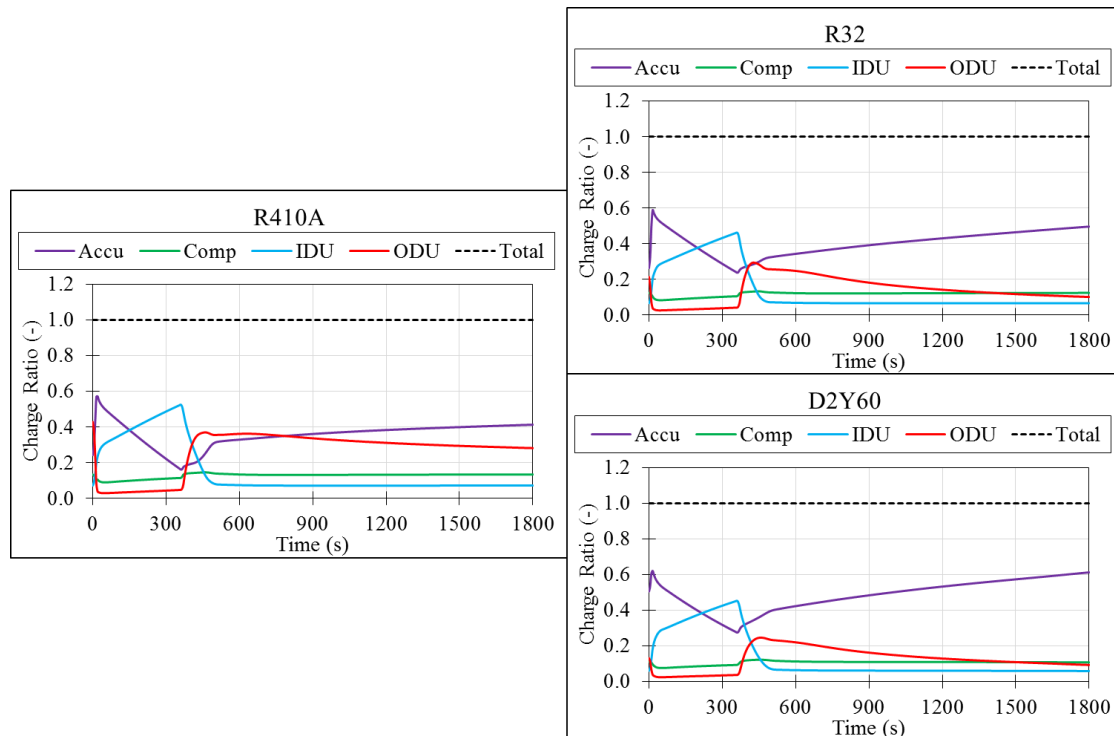 R410A
Accu Comp IDU ODU Total
Charge Ratio (-)
1.2
1.0
0.8
0.6
0.4
0.2
0.0
0 300 600 900 1200 1500 1800
Time (s)
R32
Accu Comp IDU ODU Total
Charge Ratio (-)
1.2
1.0
0.8
0.6
0.4
0.2
0.0
0 300 600 900 1200 1500 1800
Time (s)
D2Y60
Accu Comp IDU ODU Total
Charge Ratio (-)
1.2
1.0
0.8
0.6
0.4
0.2
0.0
0 300 600 900 1200 1500 1800
Time (s)